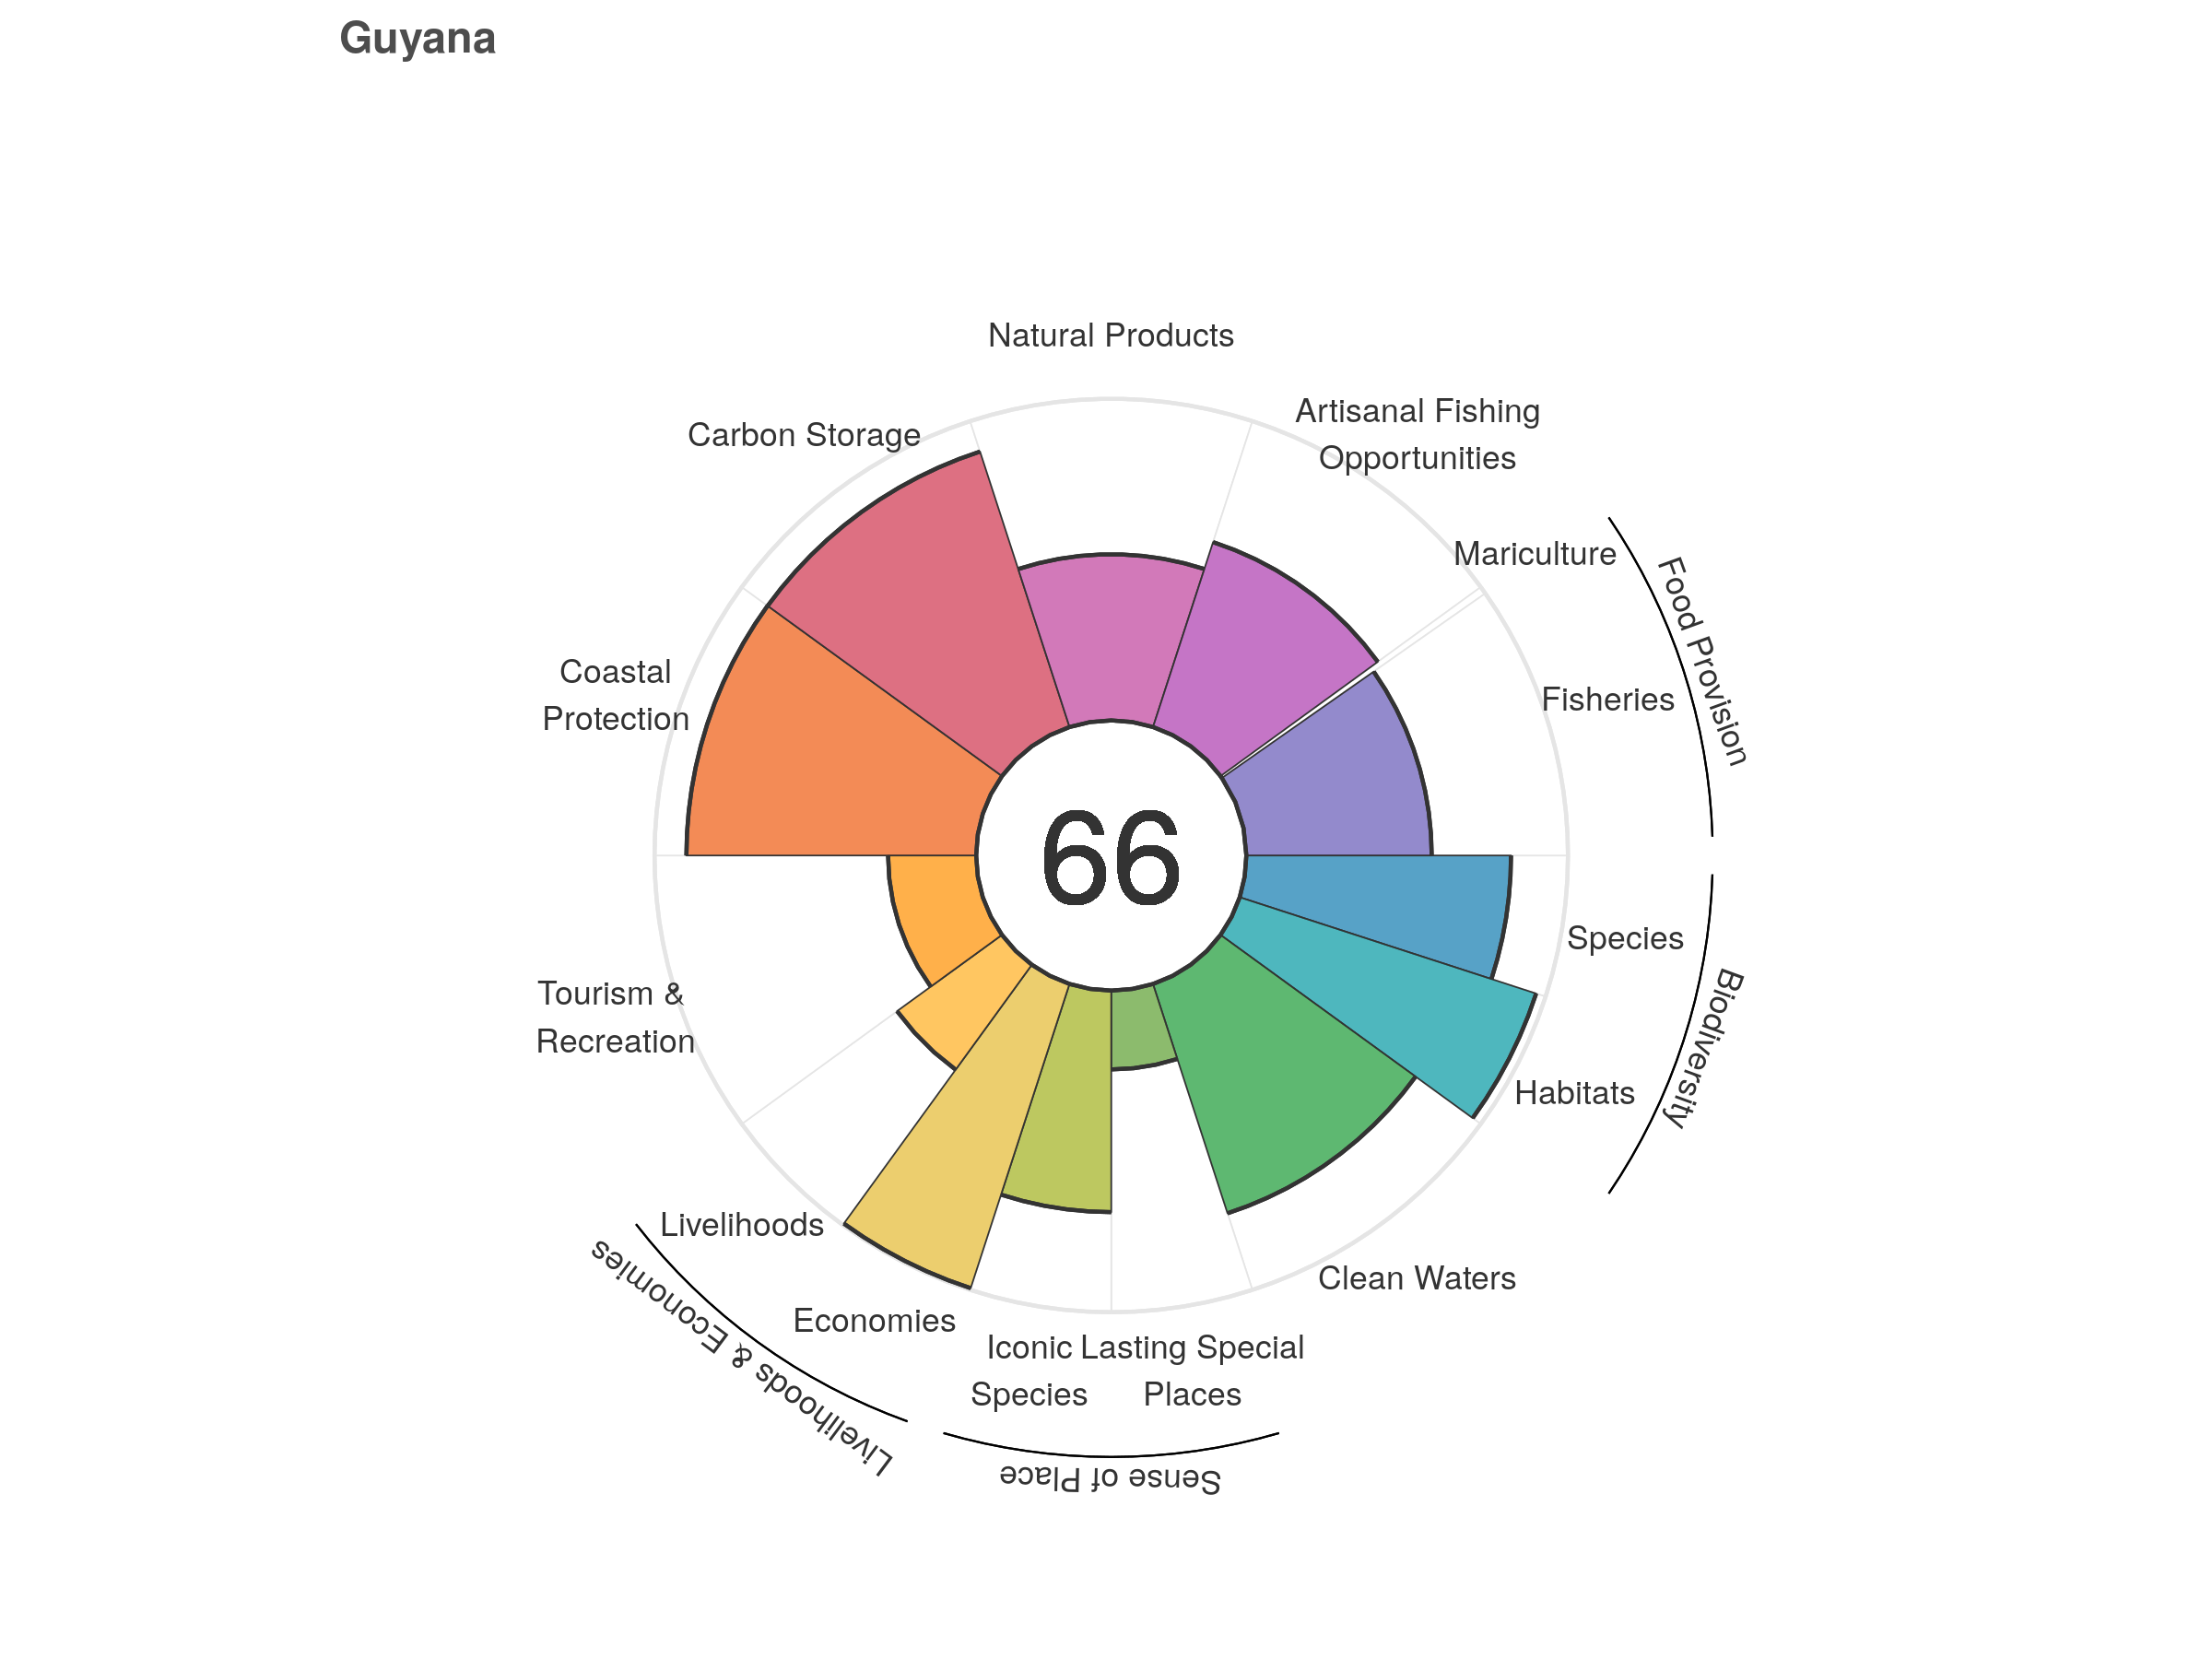 Guyana
Natural Products
Artisanal Fishing
Opportunities
Carbon Storage
Mariculture
Food Provision
Fisheries
Coastal
Protection
66
Species
Biodiversity
Habitats
Tourism &
Recreation
Livelihoods
Livelihoods & Economies
Clean Waters
Economies
Iconic
Species
Lasting Special
Places
Sense of Place